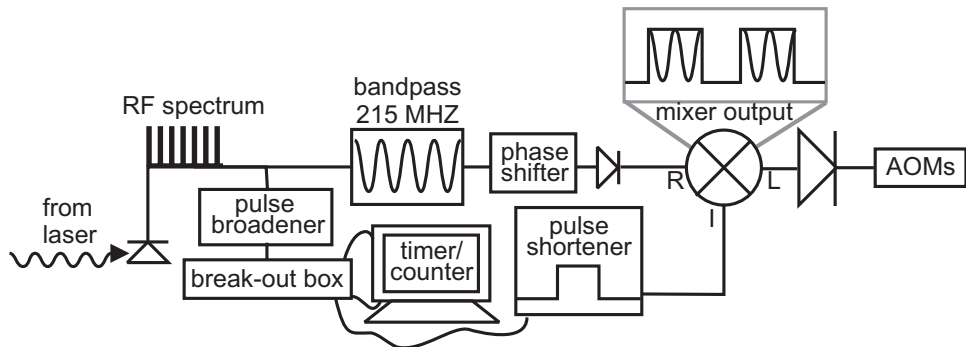 RF spectrum
bandpass
215 MHZ
mixer output
phase
shifter
R
L
I
AOMs
from
laser
pulse
broadener
break-out box
timer/
counter
pulse
shortener